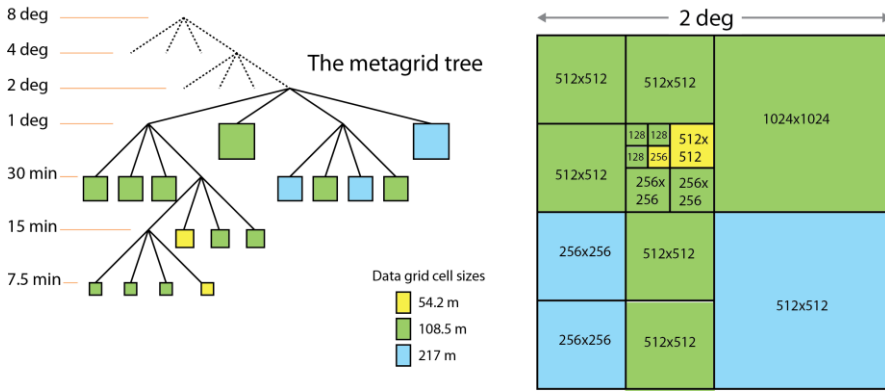 8 deg
4 deg
2 deg
1 deg
30 min
15 min
7.5 min
The metagrid tree
Data grid cell sizes
54.2 m
108.5 m
217 m
2 deg
512x512
512x512
1024x1024
512x512
128
128
128
256
512x
512
256x
256
256x
256
256x256
512x512
512x512
256x256
512x512